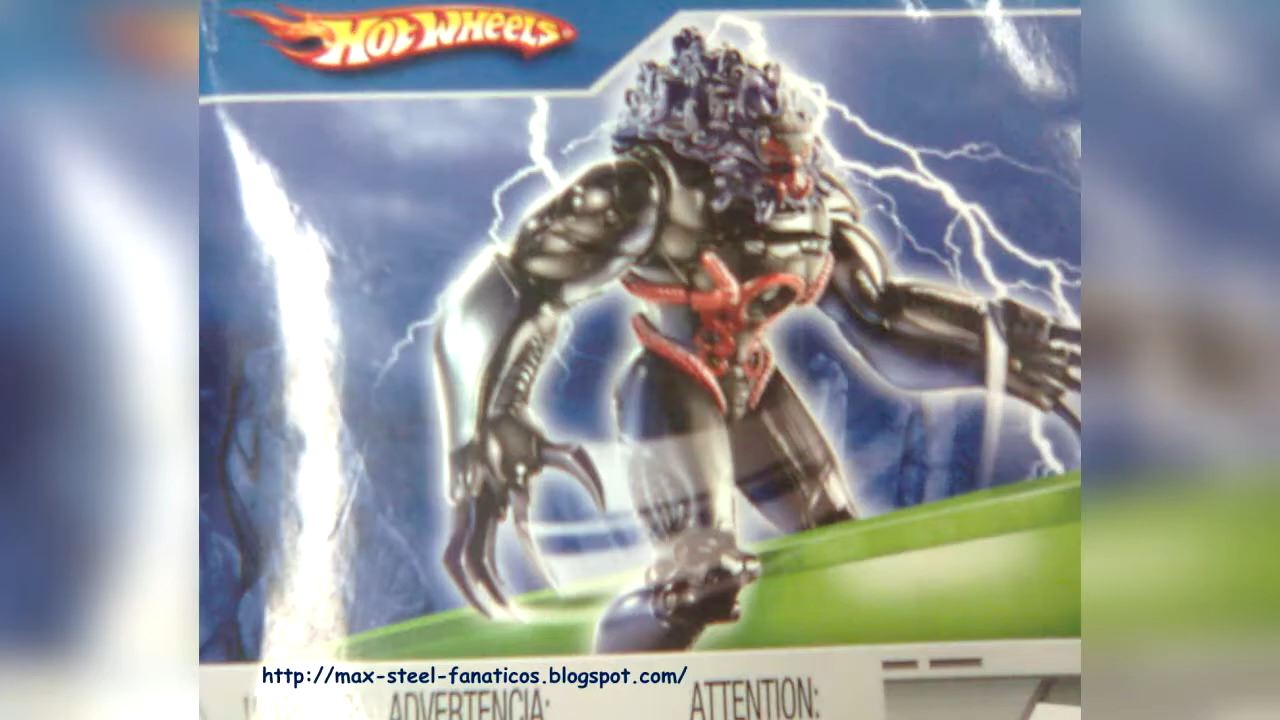 HOT WHEELS
http://max-steel-fanaticos.blogspot.com/
ADVERTENCIA: ATTENTION: